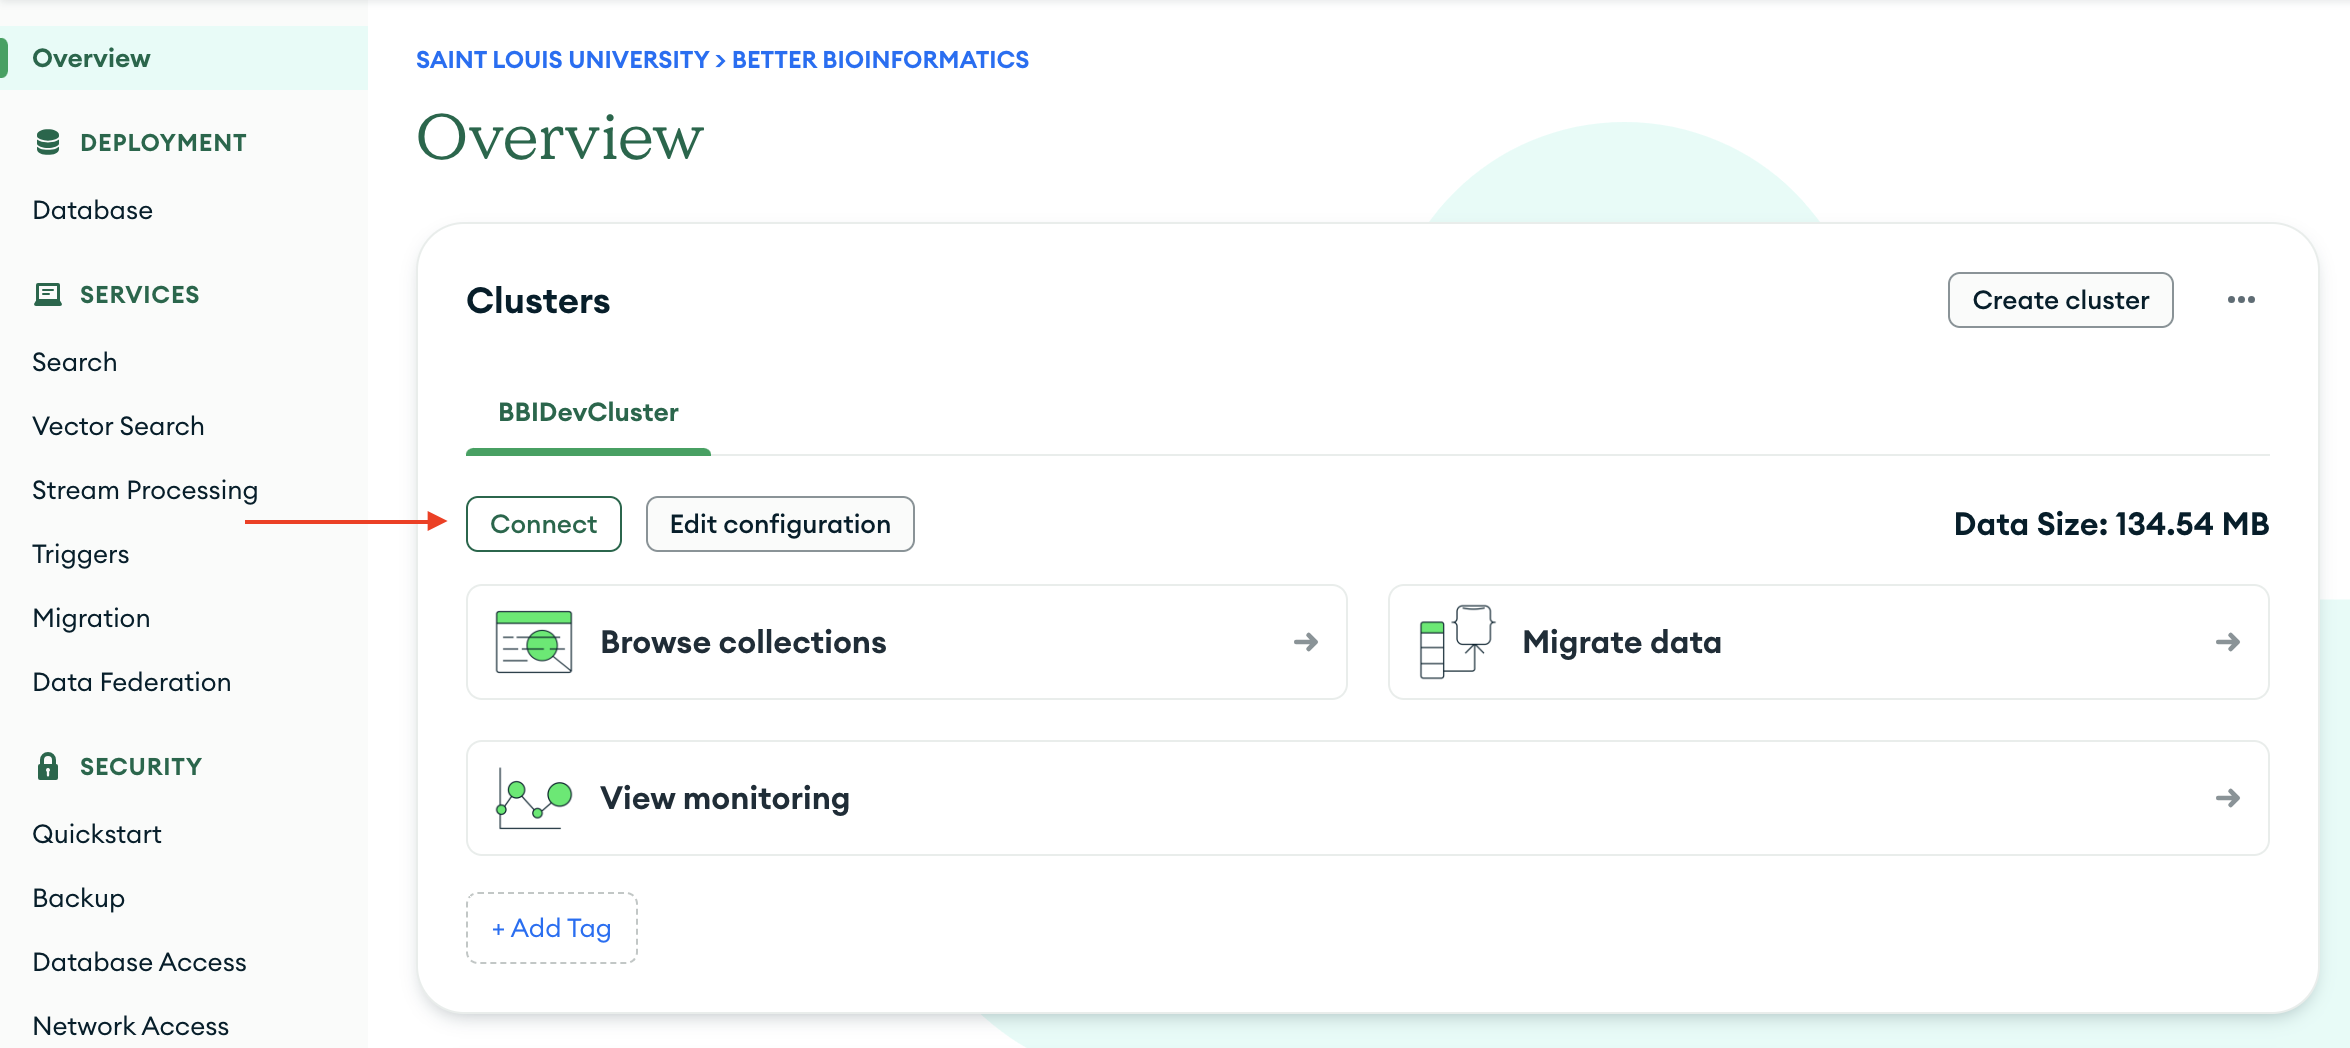 Overview
DEPLOYMENT
Database
SERVICES
Search
Vector Search
Stream Processing
Triggers
Migration
Data Federation
SECURITY
Quickstart
Backup
Database Access
Network Access
SAINT LOUIS UNIVERSITY > BETTER BIOINFORMATICS
Overview
Clusters
Create cluster
BBIDevCluster
Connect
Edit configuration
Data Size: 134.54 MB
Browse collections
Migrate data
View monitoring
+ Add Tag